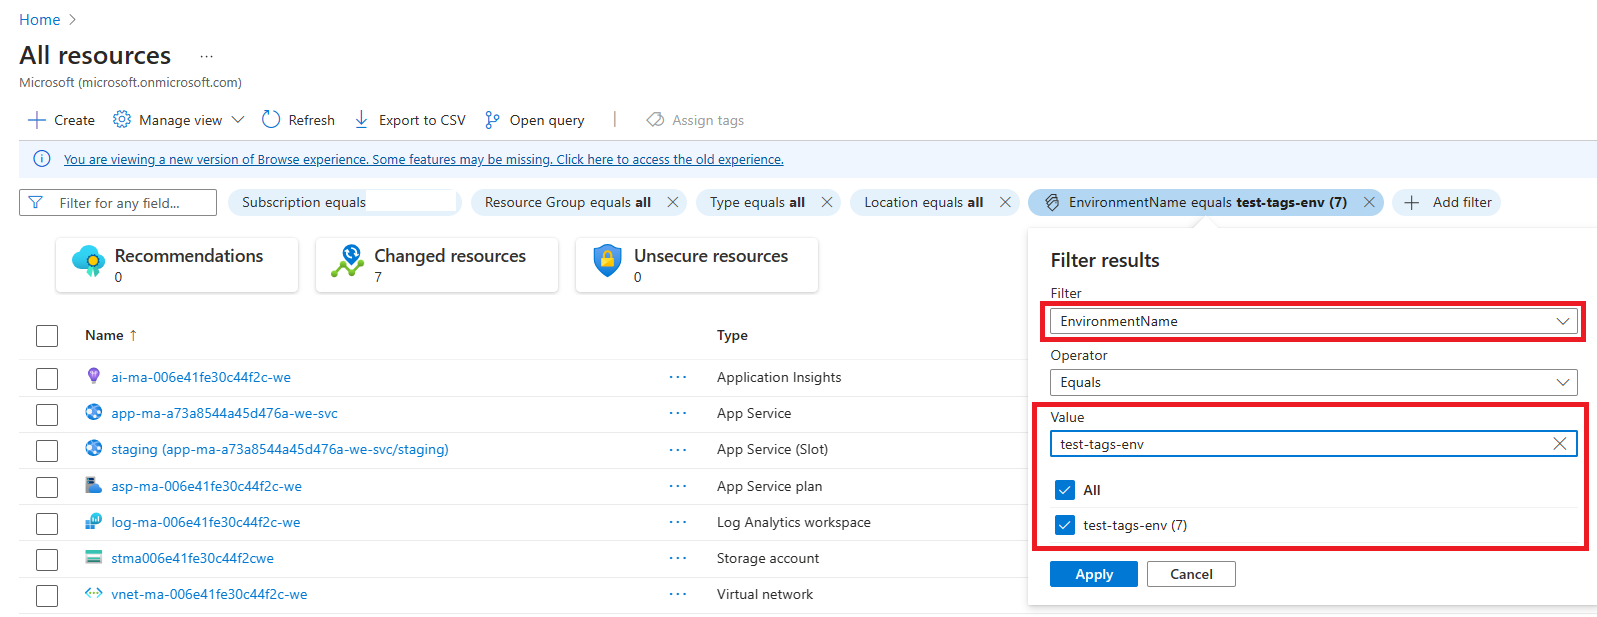 Home
All resources ...
Microsoft (microsoft.onmicrosoft.com)
Create Manage view Refresh Export to CSV Open query | Assign tags
You are viewing a new version of Browse experience. Some features may be missing. Click here to access the old experience.
Filter for any field... Subscription equals Resource Group equals all Type equals all Location equals all EnvironmentName equals test-tags-env (7) Add filter
Recommendations
0
Changed resources
7
Unsecure resources
0
Name ↑ Type
ai-ma-006e41fe30c44f2c-we ... Application Insights
app-ma-a73a8544a45d476a-we-svc ... App Service
staging (app-ma-a73a8544a45d476a-we-svc/staging) ... App Service (Slot)
asp-ma-006e41fe30c44f2c-we ... App Service plan
log-ma-006e41fe30c44f2c-we ... Log Analytics workspace
stma006e41fe30c44f2cwe ... Storage account
vnet-ma-006e41fe30c44f2c-we ... Virtual network
Filter results
Filter
EnvironmentName
Operator
Equals
Value
test-tags-env
All
test-tags-env (7)
Apply Cancel